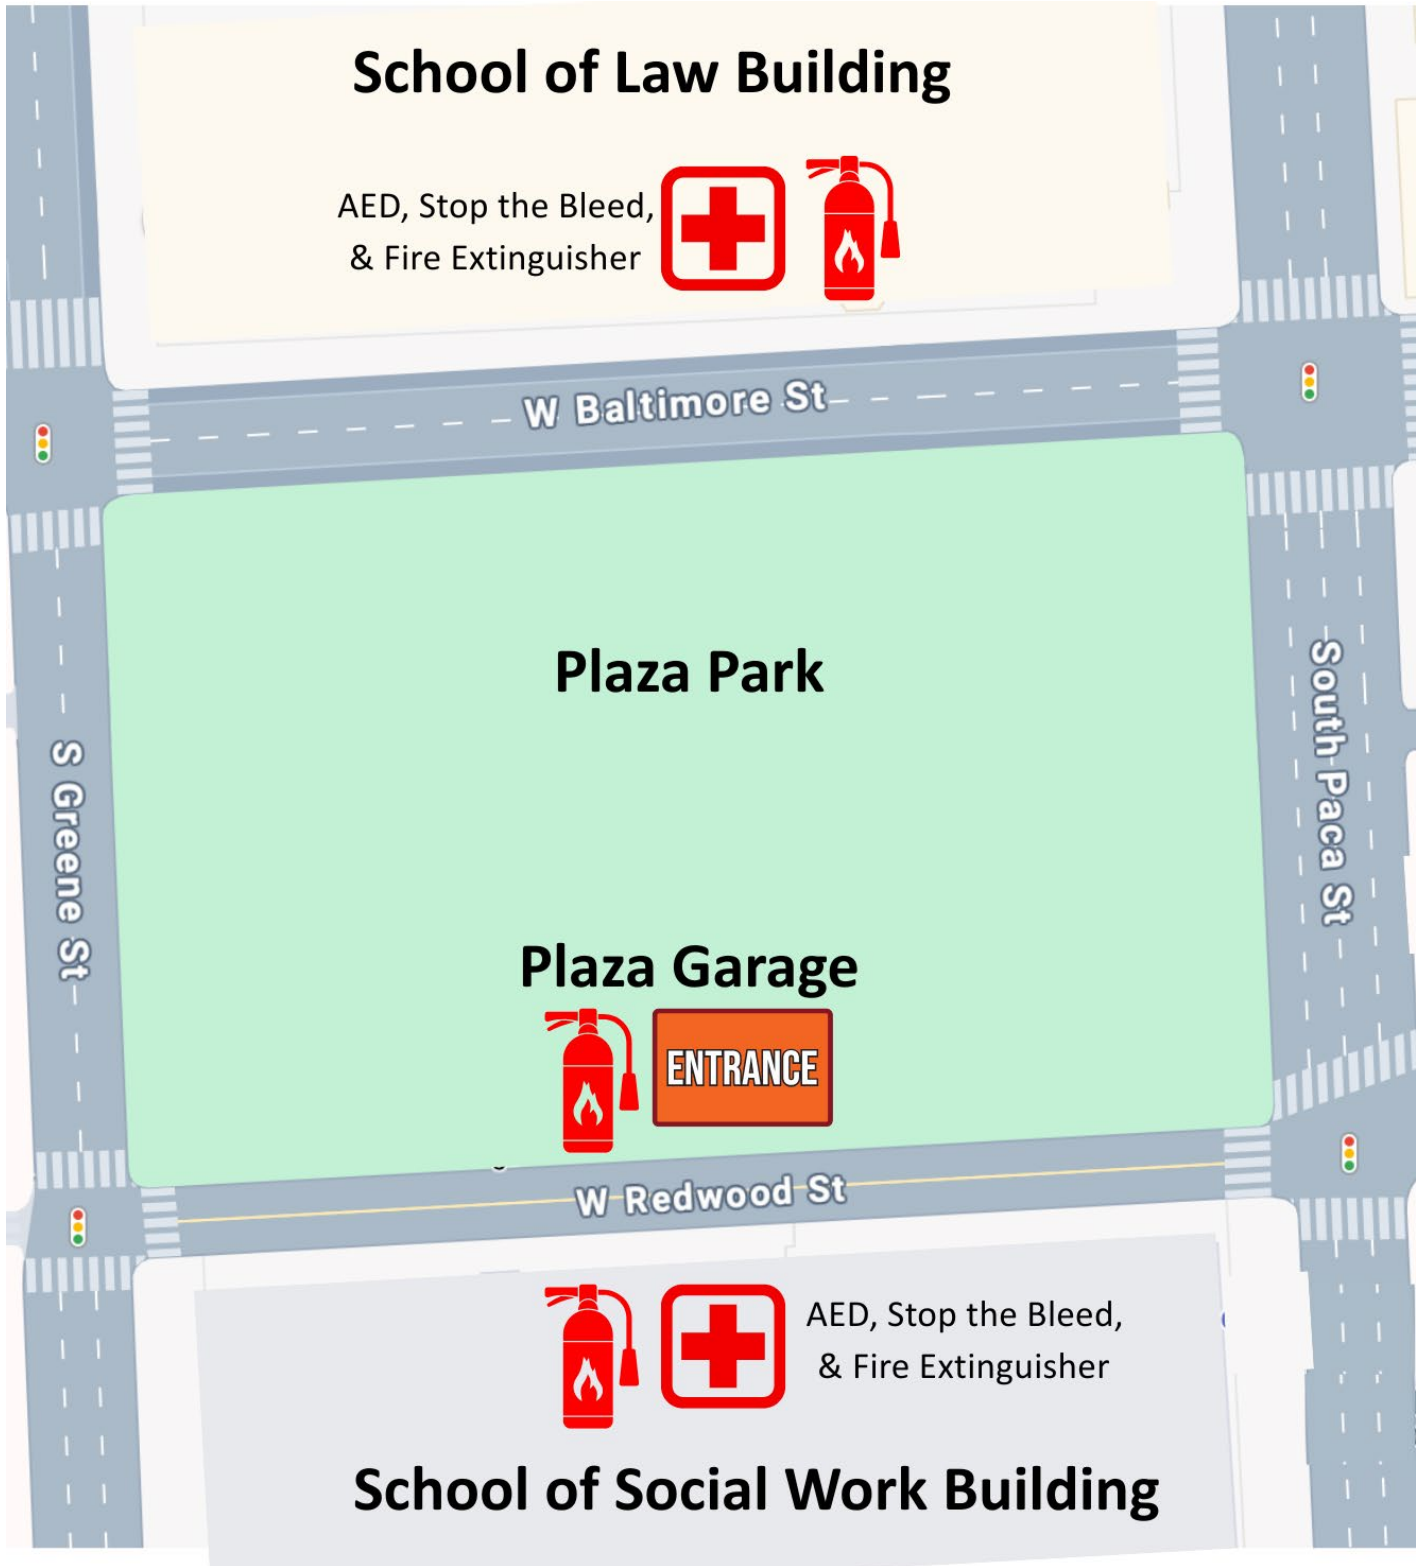 School of Law Building
AED, Stop the Bleed,
& Fire Extinguisher
W Baltimore St
Plaza Park
S Greene St
South Paca St
Plaza Garage
ENTRANCE
W Redwood St
AED, Stop the Bleed,
& Fire Extinguisher
School of Social Work Building